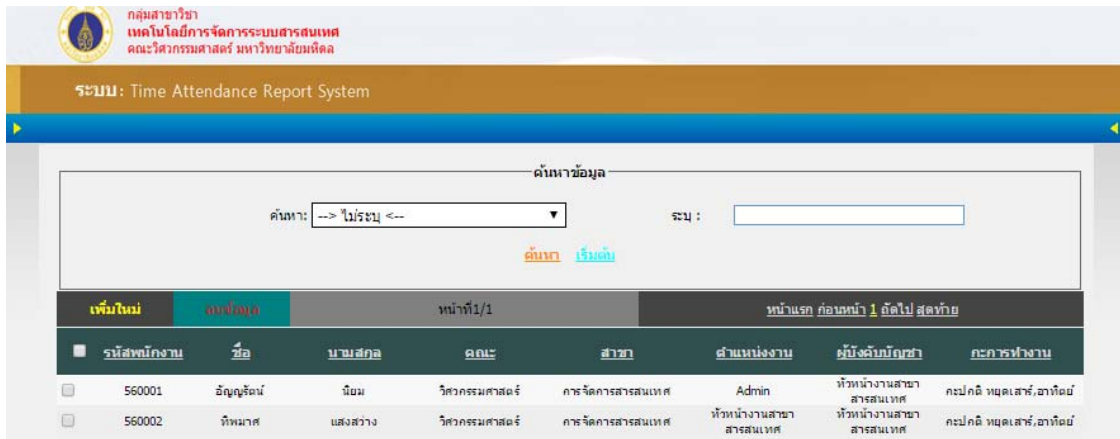 กลุ่มสาขาวิชา
เทคโนโลยีการจัดการระบบสารสนเทศ
คณะวิศวกรรมศาสตร์ มหาวิทยาลัยมหิดล
ระบบ: Time Attendance Report System
ค้นหาข้อมูล
ค้นหา: --> ไม่ระบุ <-- ระบุ :
ค้นหา เริ่มต้น
เพิ่มใหม่ ลบข้อมูล หน้าที่1/1 หน้าแรก ก่อนหน้า 1 ถัดไป สุดท้าย
รหัสพนักงาน ชื่อ นามสกุล คณะ สาขา ตำแหน่งงาน ผู้บังคับบัญชา กะการทำงาน
560001 อัญญรัตน์ นิยม วิศวกรรมศาสตร์ การจัดการสารสนเทศ Admin หัวหน้างานสาขา สารสนเทศ กะปกติ หยุดเสาร์,อาทิตย์
560002 ทิพมาศ แสงสว่าง วิศวกรรมศาสตร์ การจัดการสารสนเทศ หัวหน้างานสาขา สารสนเทศ หัวหน้างานสาขา สารสนเทศ กะปกติ หยุดเสาร์,อาทิตย์